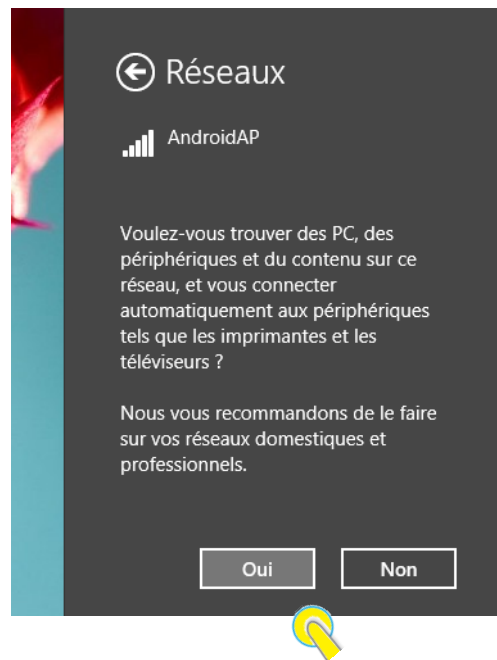 Réseaux
AndroidAP
Voulez-vous trouver des PC, des
périphériques et du contenu sur ce
réseau, et vous connecter
automatiquement aux périphériques
tels que les imprimantes et les
téléviseurs ?
Nous vous recommandons de le faire
sur vos réseaux domestiques et
professionnels.
Oui Non